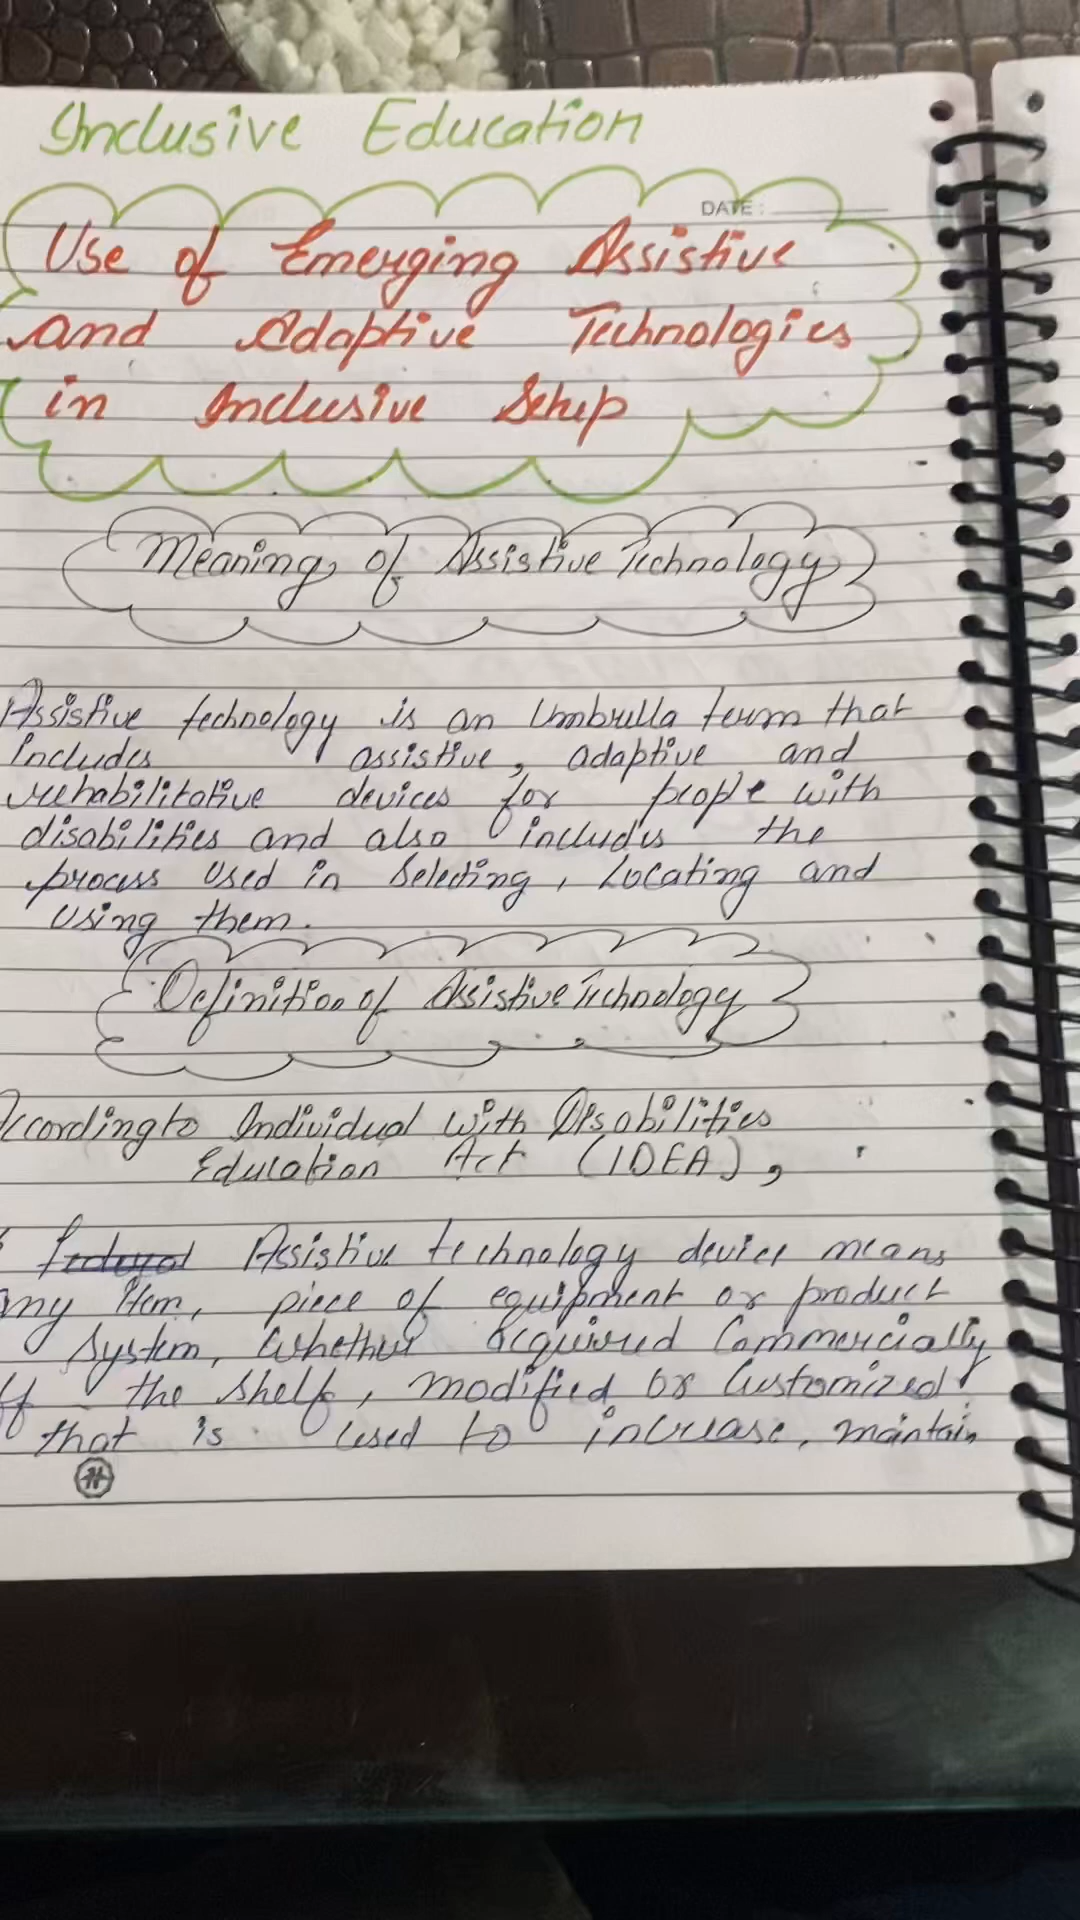 Inclusive Education
DATE :
Use of Emerging Assistive
and Adaptive Technologies
in Inclusive Setup
Meaning of Assistive Technology
Assistive technology is an Umbrella term that
includes assistive, adaptive and
rehabilitative devices for people with
disabilities and also includes the
process used in Selecting, Locating and
Using them.
Definition of Assistive Technology
According to Individual with Disabilities
Education Act (IDEA),
Assistive technology device means
any item, piece of equipment or product
System, Whether acquired Commercially
off the shelf, modified or Customized
that is used to increase, maintain